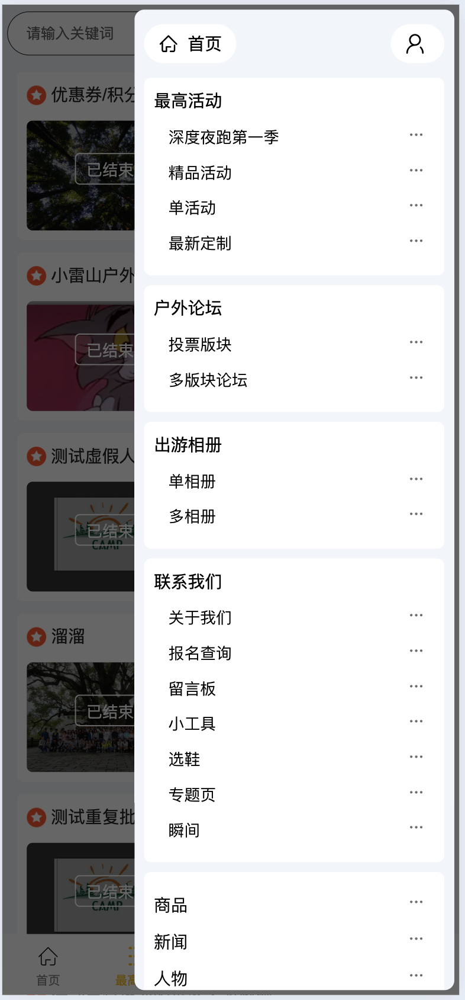 请输入关键词
首页
优惠券/积分
已结束
小雷山户外
已结束
测试虚假人
已结束
CAMP
溜溜
已结束
测试重复批
已结束
CAMP
首页
最高
最高活动
深度夜跑第一季
精品活动
单活动
最新定制
户外论坛
投票版块
多版块论坛
出游相册
单相册
多相册
联系我们
关于我们
报名查询
留言板
小工具
选鞋
专题页
瞬间
商品
新闻
人物